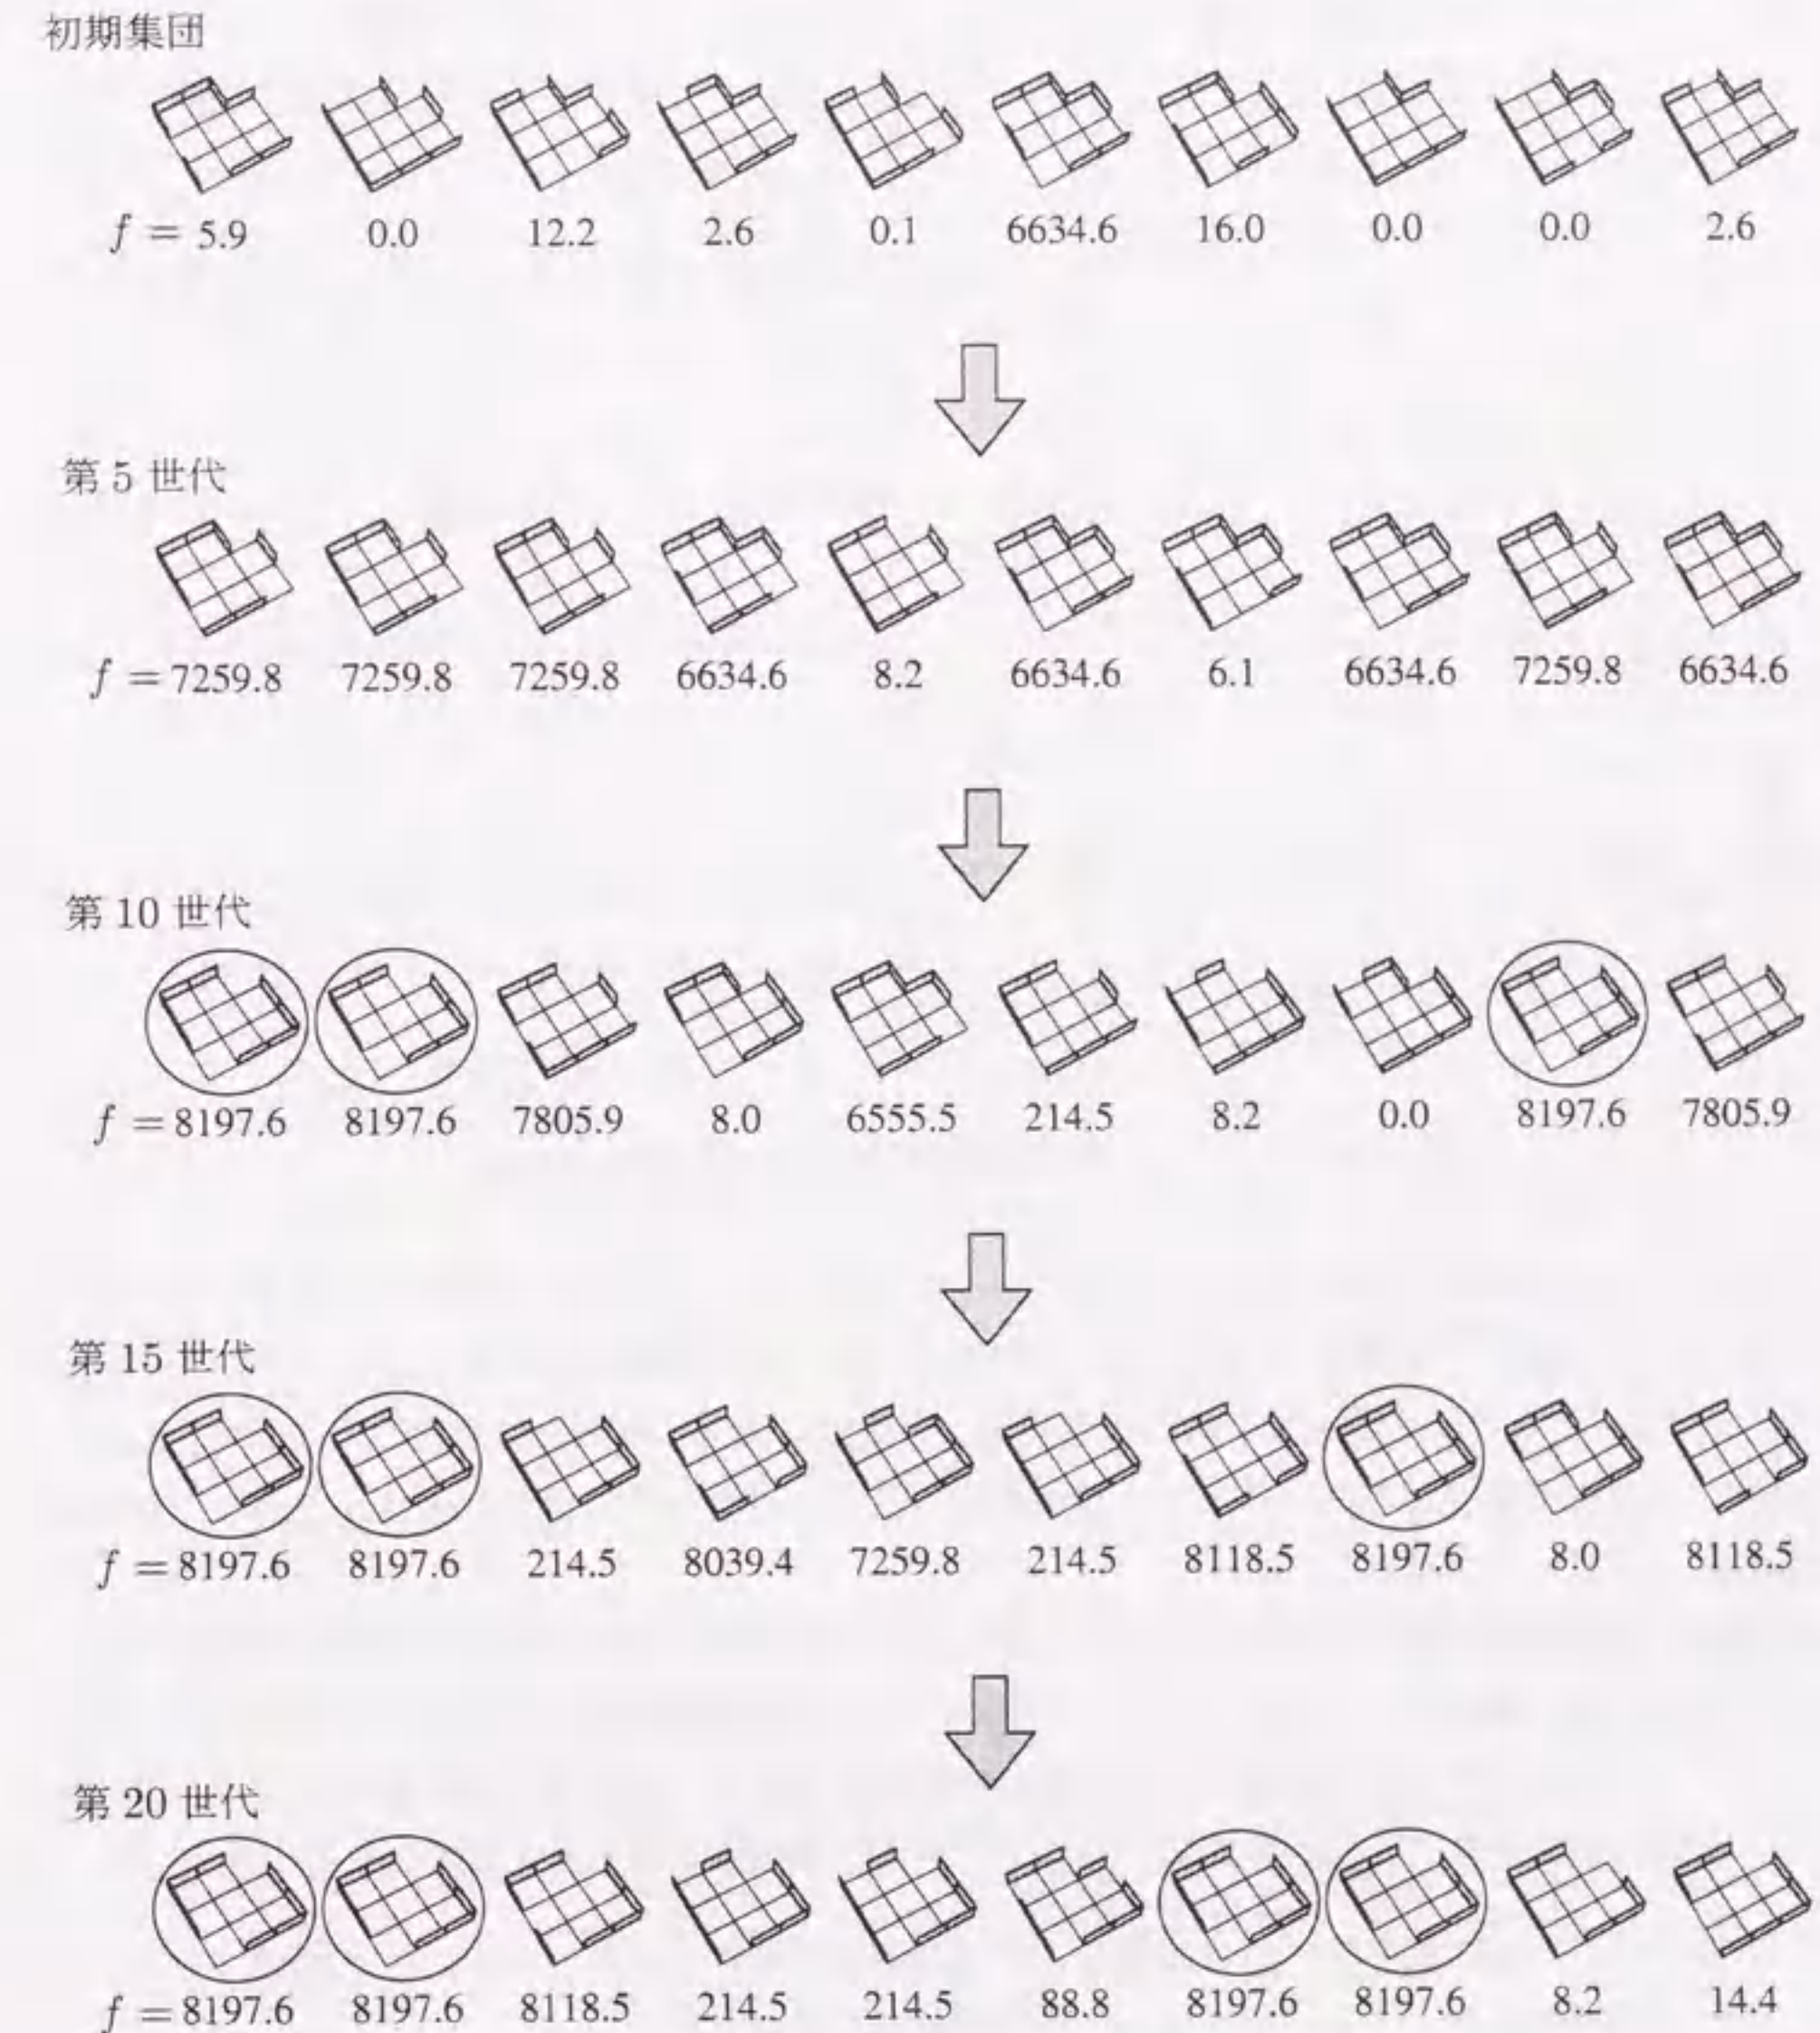 初期集団
f = 5.9 0.0 12.2 2.6 0.1 6634.6 16.0 0.0 0.0 2.6
第 5 世代
f = 7259.8 7259.8 7259.8 6634.6 8.2 6634.6 6.1 6634.6 7259.8 6634.6
第 10 世代
f = 8197.6 8197.6 7805.9 8.0 6555.5 214.5 8.2 0.0 8197.6 7805.9
第 15 世代
f = 8197.6 8197.6 214.5 8039.4 7259.8 214.5 8118.5 8197.6 8.0 8118.5
第 20 世代
f = 8197.6 8197.6 8118.5 214.5 214.5 88.8 8197.6 8197.6 8.2 14.4